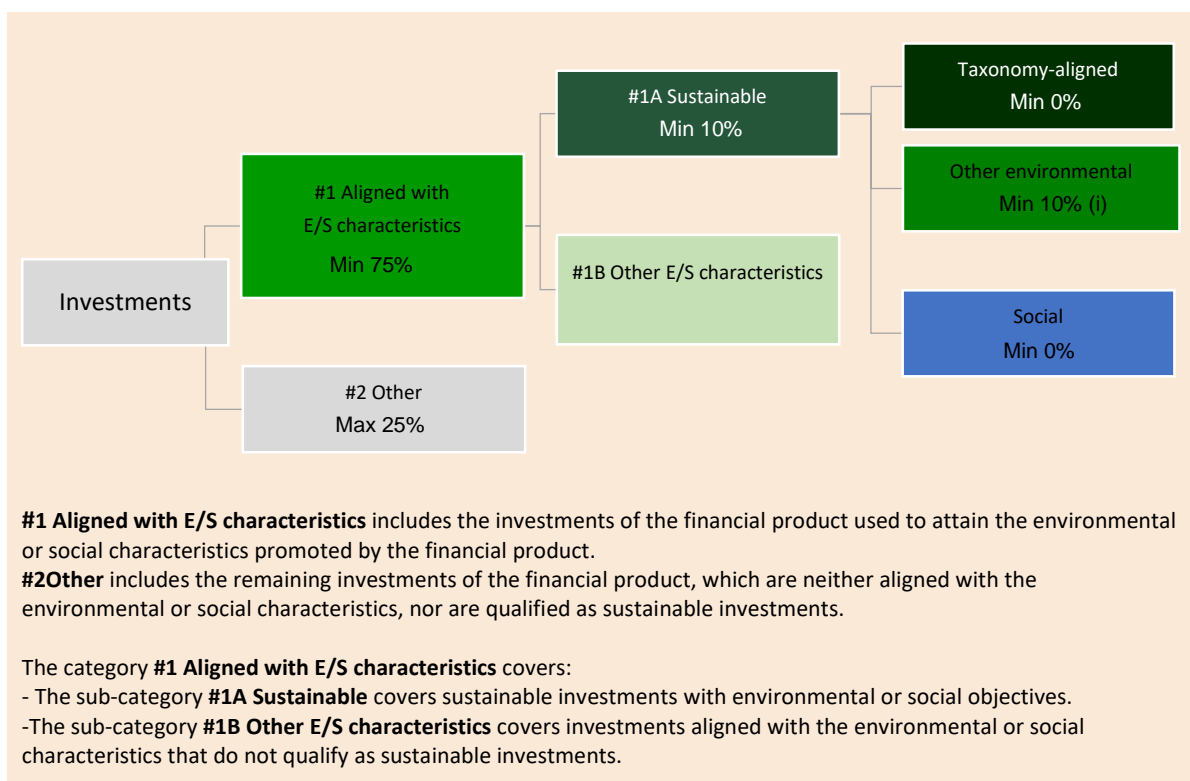 Investments
#1 Aligned with
E/S characteristics
Min 75%
#2 Other
Max 25%
#1A Sustainable
Min 10%
#1B Other E/S characteristics
Taxonomy-aligned
Min 0%
Other environmental
Min 10% (i)
Social
Min 0%
#1 Aligned with E/S characteristics includes the investments of the financial product used to attain the environmental
or social characteristics promoted by the financial product.
#2Other includes the remaining investments of the financial product, which are neither aligned with the
environmental or social characteristics, nor are qualified as sustainable investments.
The category #1 Aligned with E/S characteristics covers:
- The sub-category #1A Sustainable covers sustainable investments with environmental or social objectives.
-The sub-category #1B Other E/S characteristics covers investments aligned with the environmental or social
characteristics that do not qualify as sustainable investments.